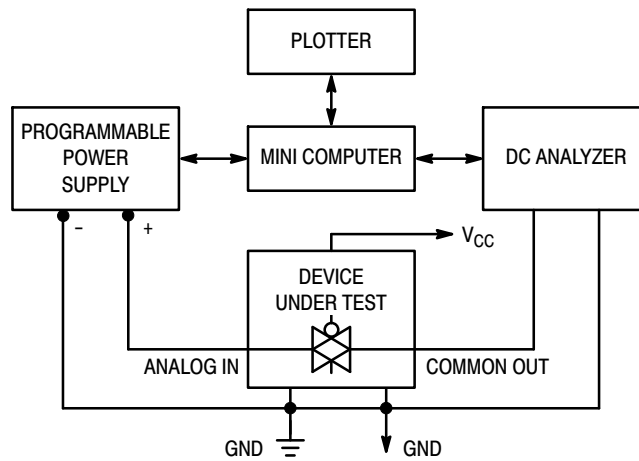 PLOTTER
PROGRAMMABLE
POWER
SUPPLY
MINI COMPUTER
DC ANALYZER
– +
VCC
DEVICE
UNDER TEST
ANALOG IN
COMMON OUT
GND
GND